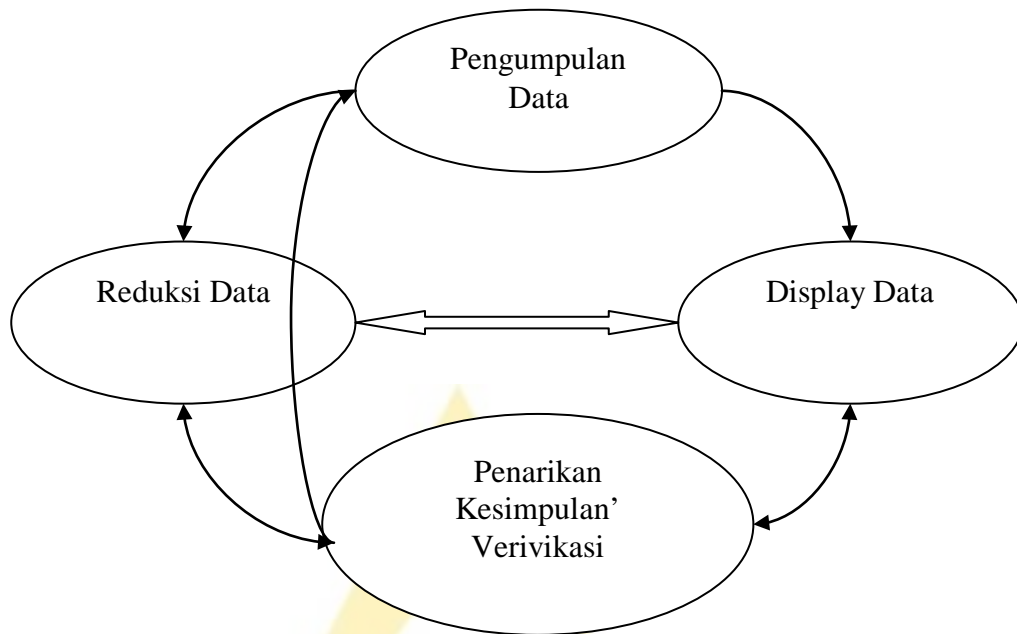 Pengumpulan
Data
Reduksi Data
Display Data
Penarikan
Kesimpulan’
Verivikasi